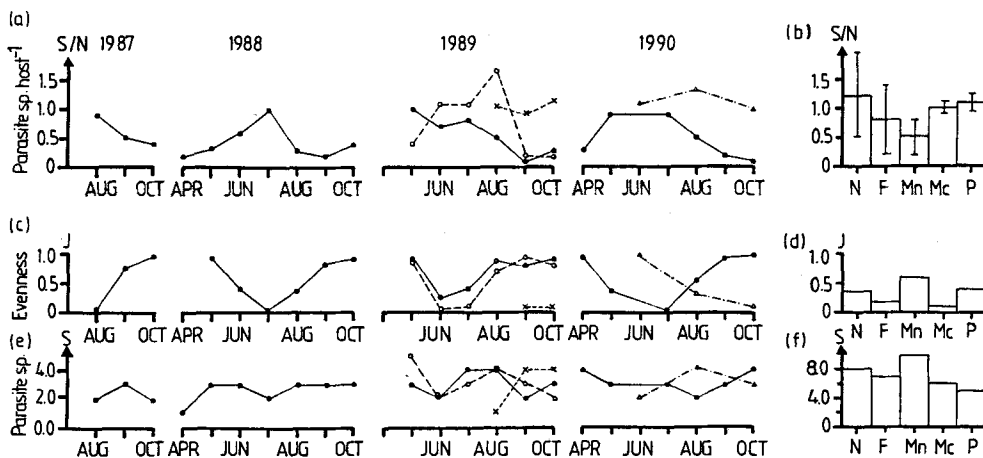 (a)
S/N 1987 1988 1989 1990
Parasite sp. host⁻¹
1.5
1.0
0.5
0
AUG OCT APR JUN AUG OCT JUN AUG OCT APR JUN AUG OCT
(b)
S/N
1.5
1.0
0.5
0
N F Mn Mc P
(c)
J
Evenness
1.0
0.5
0
AUG OCT APR JUN AUG OCT JUN AUG OCT APR JUN AUG OCT
(d)
J
1.0
0.5
0
N F Mn Mc P
(e)
S
Parasite sp.
4.0
2.0
0.0
AUG OCT APR JUN AUG OCT JUN AUG OCT APR JUN AUG OCT
(f)
S
8.0
4.0
0
N F Mn Mc P